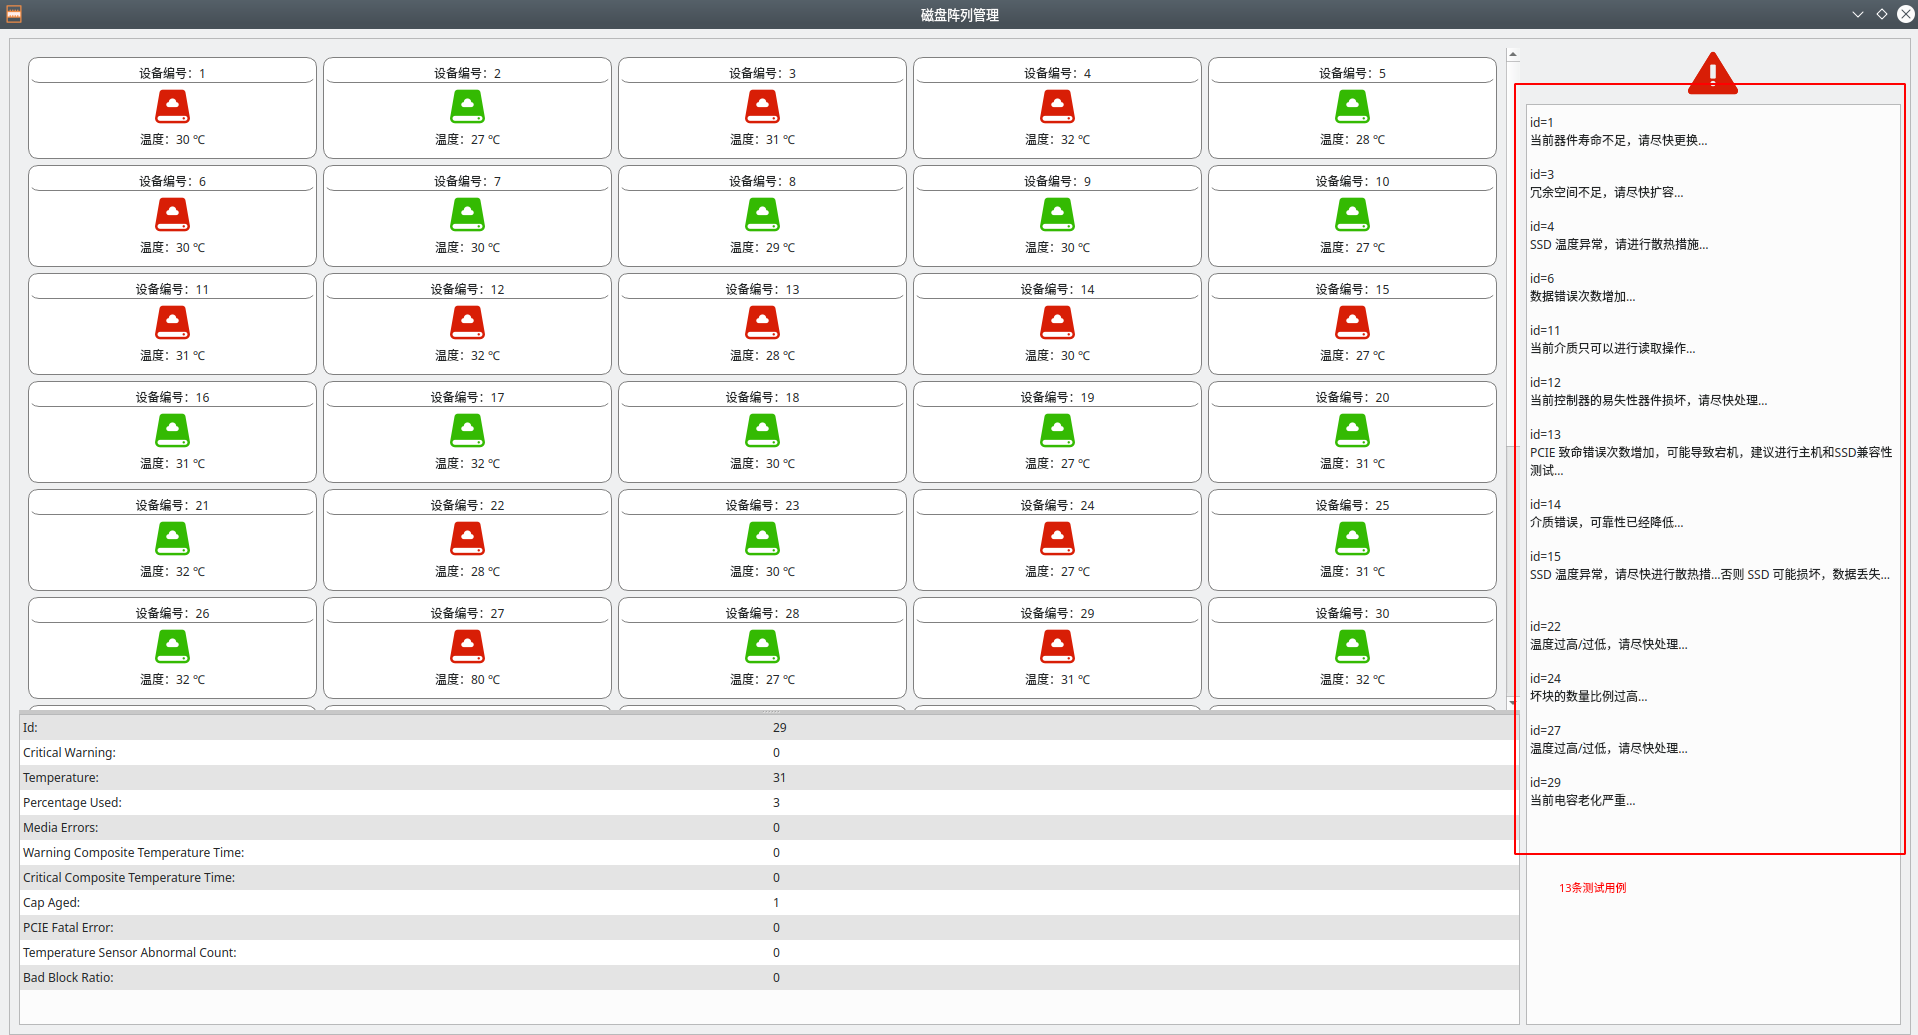 磁盘阵列管理
设备编号：1
温度：30 ℃
设备编号：2
温度：27 ℃
设备编号：3
温度：31 ℃
设备编号：4
温度：32 ℃
设备编号：5
温度：28 ℃
设备编号：6
温度：30 ℃
设备编号：7
温度：30 ℃
设备编号：8
温度：29 ℃
设备编号：9
温度：30 ℃
设备编号：10
温度：27 ℃
设备编号：11
温度：31 ℃
设备编号：12
温度：32 ℃
设备编号：13
温度：28 ℃
设备编号：14
温度：30 ℃
设备编号：15
温度：27 ℃
设备编号：16
温度：31 ℃
设备编号：17
温度：32 ℃
设备编号：18
温度：30 ℃
设备编号：19
温度：27 ℃
设备编号：20
温度：31 ℃
设备编号：21
温度：32 ℃
设备编号：22
温度：28 ℃
设备编号：23
温度：30 ℃
设备编号：24
温度：27 ℃
设备编号：25
温度：31 ℃
设备编号：26
温度：32 ℃
设备编号：27
温度：80 ℃
设备编号：28
温度：27 ℃
设备编号：29
温度：31 ℃
设备编号：30
温度：32 ℃
Id: 29
Critical Warning: 0
Temperature: 31
Percentage Used: 3
Media Errors: 0
Warning Composite Temperature Time: 0
Critical Composite Temperature Time: 0
Cap Aged: 1
PCIE Fatal Error: 0
Temperature Sensor Abnormal Count: 0
Bad Block Ratio: 0
id=1
当前器件寿命不足，请尽快更换...
id=3
冗余空间不足，请尽快扩容...
id=4
SSD 温度异常，请进行散热措施...
id=6
数据错误次数增加...
id=11
当前介质只可以进行读取操作...
id=12
当前控制器的易失性器件损坏，请尽快处理...
id=13
PCIE 致命错误次数增加，可能导致宕机，建议进行主机和SSD兼容性
测试...
id=14
介质错误，可靠性已经降低...
id=15
SSD 温度异常，请尽快进行散热措...否则 SSD 可能损坏，数据丢失...
id=22
温度过高/过低，请尽快处理...
id=24
坏块的数量比例过高...
id=27
温度过高/过低，请尽快处理...
id=29
当前电容老化严重...
13条测试用例